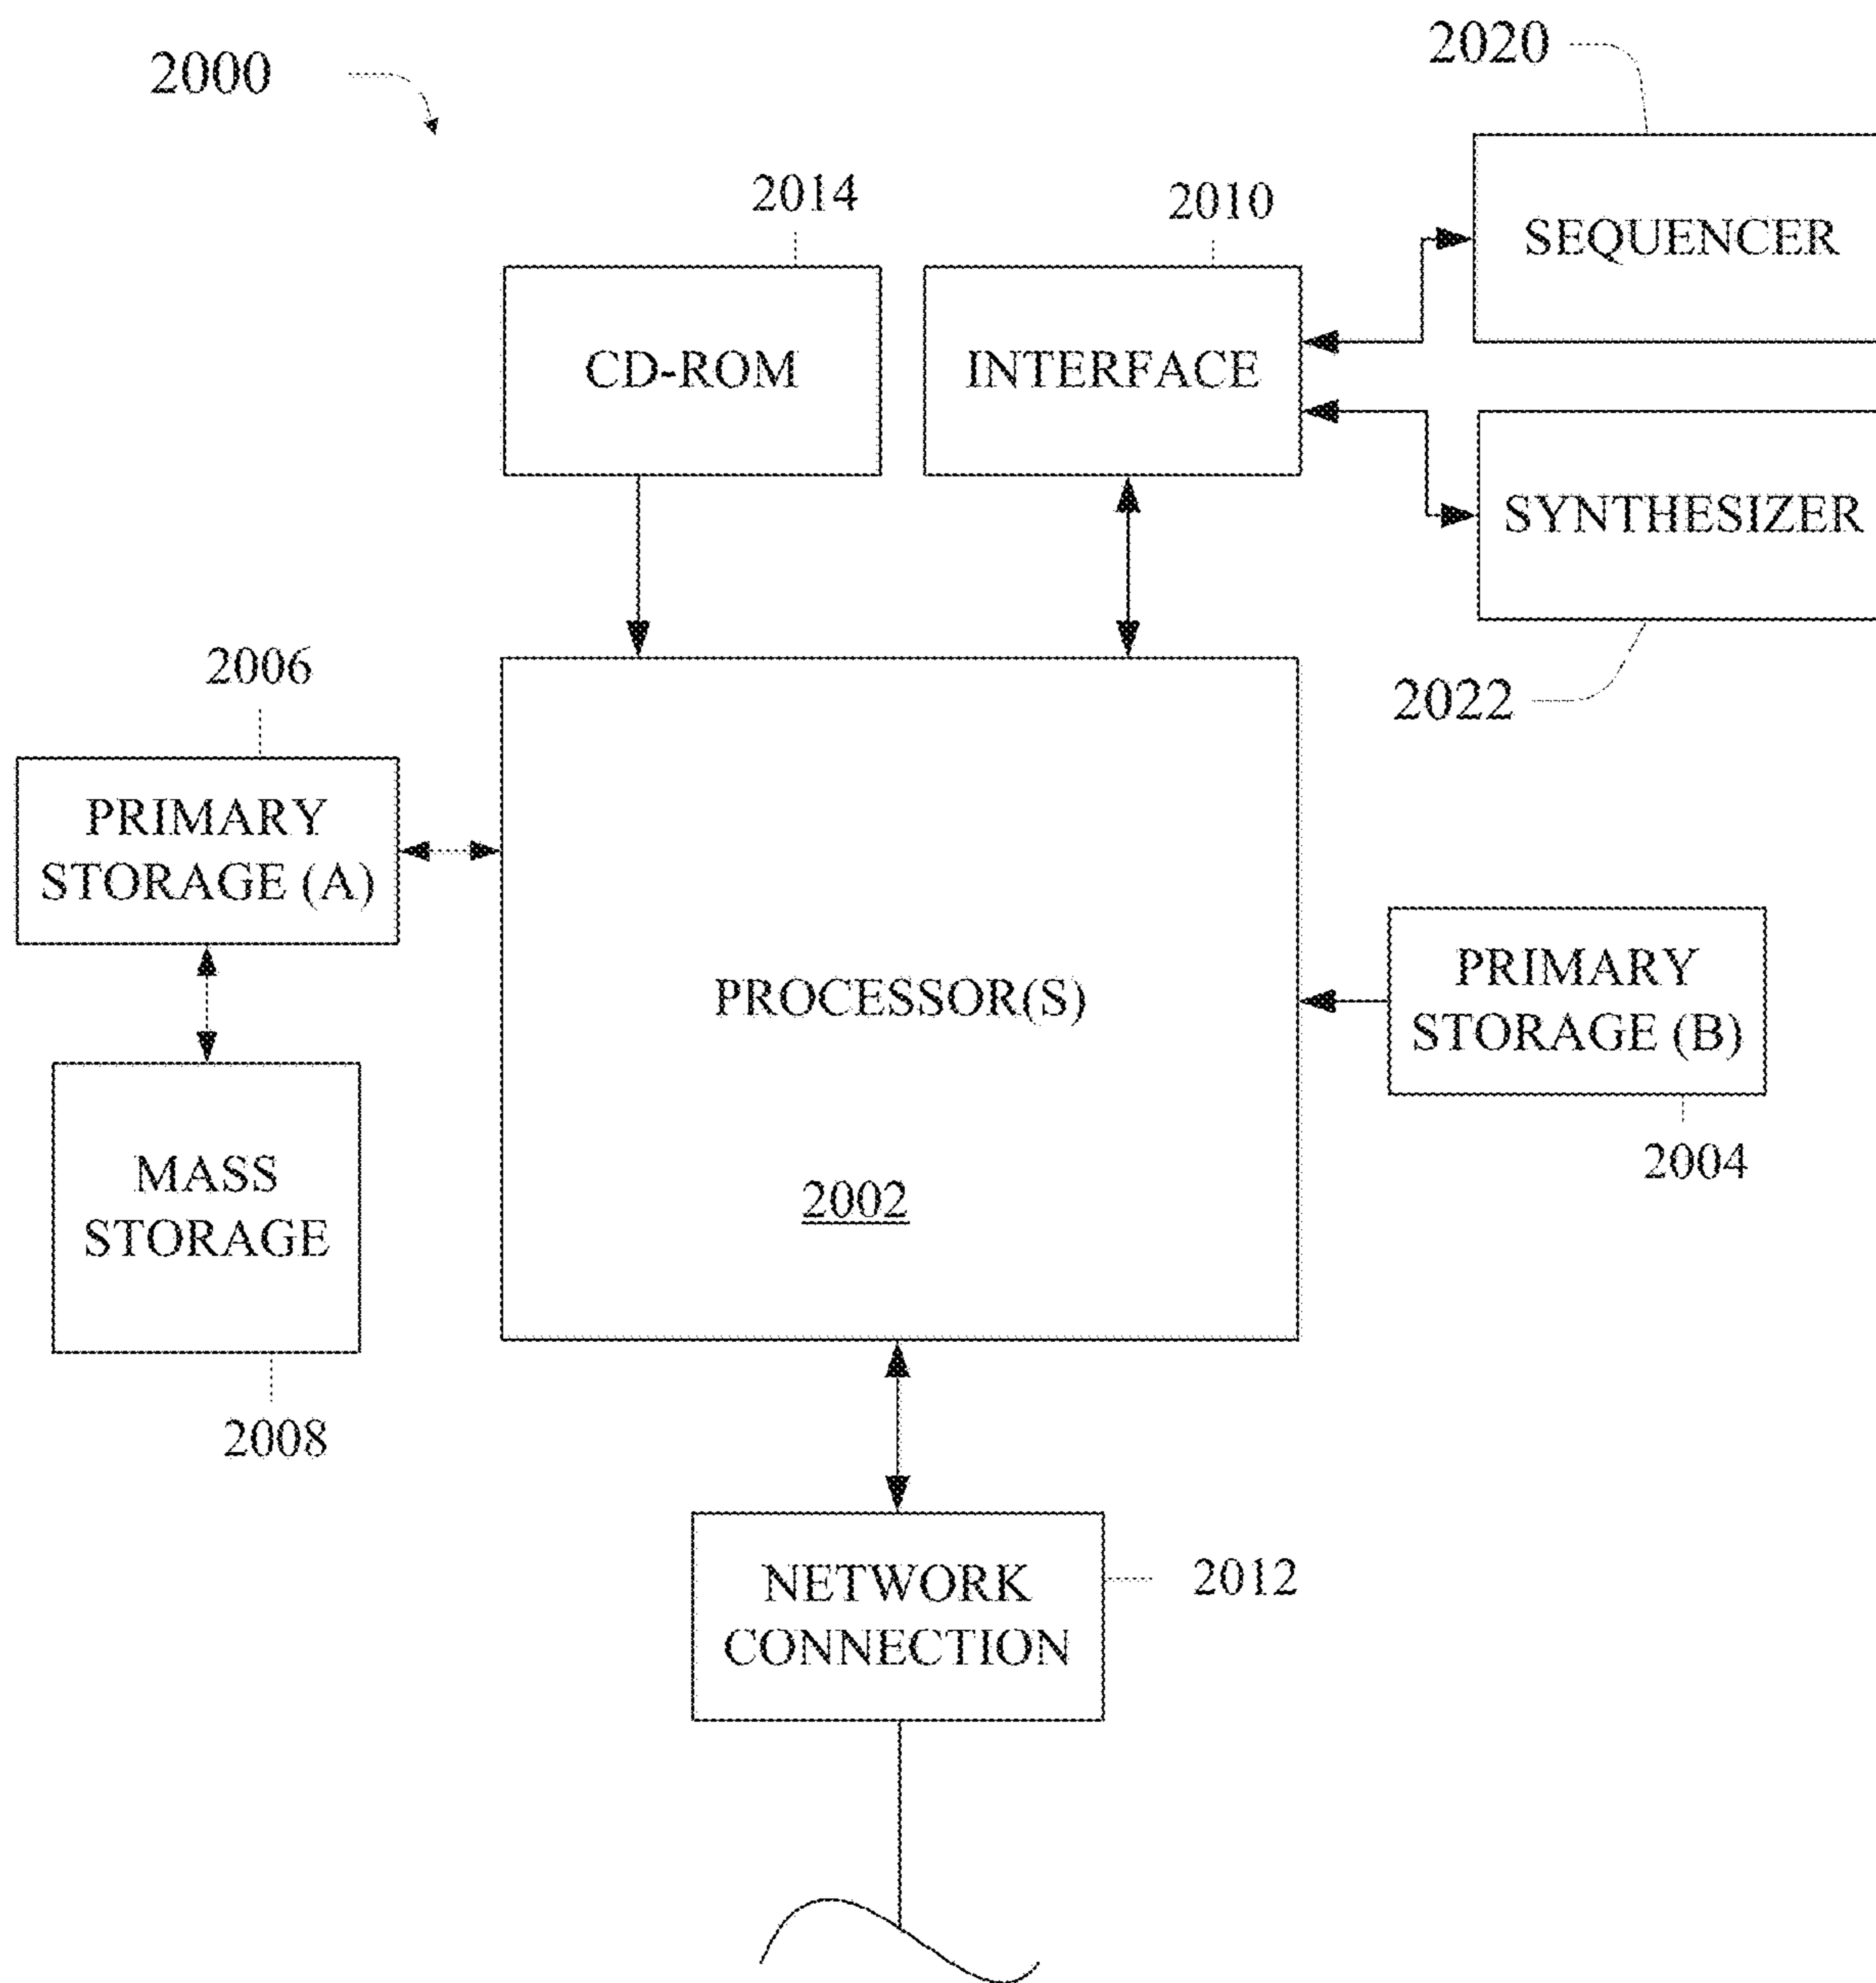 2020
2000
2014
2010
SEQUENCER
CD-ROM
INTERFACE
SYNTHESIZER
2006
2022
PRIMARY
STORAGE (A)
PRIMARY
STORAGE (B)
PROCESSOR(S)
2004
MASS
STORAGE
2002
2008
NETWORK
CONNECTION
2012